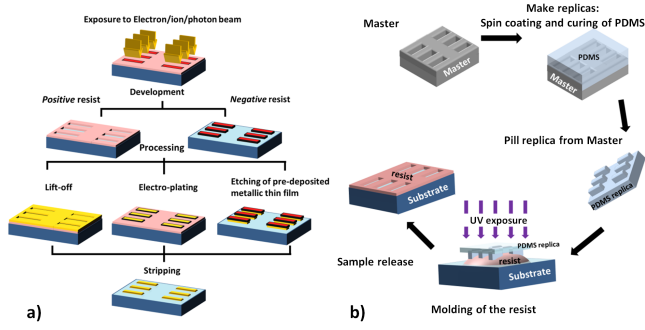 Exposure to Electron/ion/photon beam
Development
Positive resist
Negative resist
Processing
Lift-off
Electro-plating
Etching of pre-deposited
metallic thin film
Stripping
a)
Make replicas:
Spin coating and curing of PDMS
Master
Master
PDMS
Master
Pill replica from Master
PDMS replica
resist
Substrate
UV exposure
PDMS replica
resist
Substrate
Sample release
Molding of the resist
b)